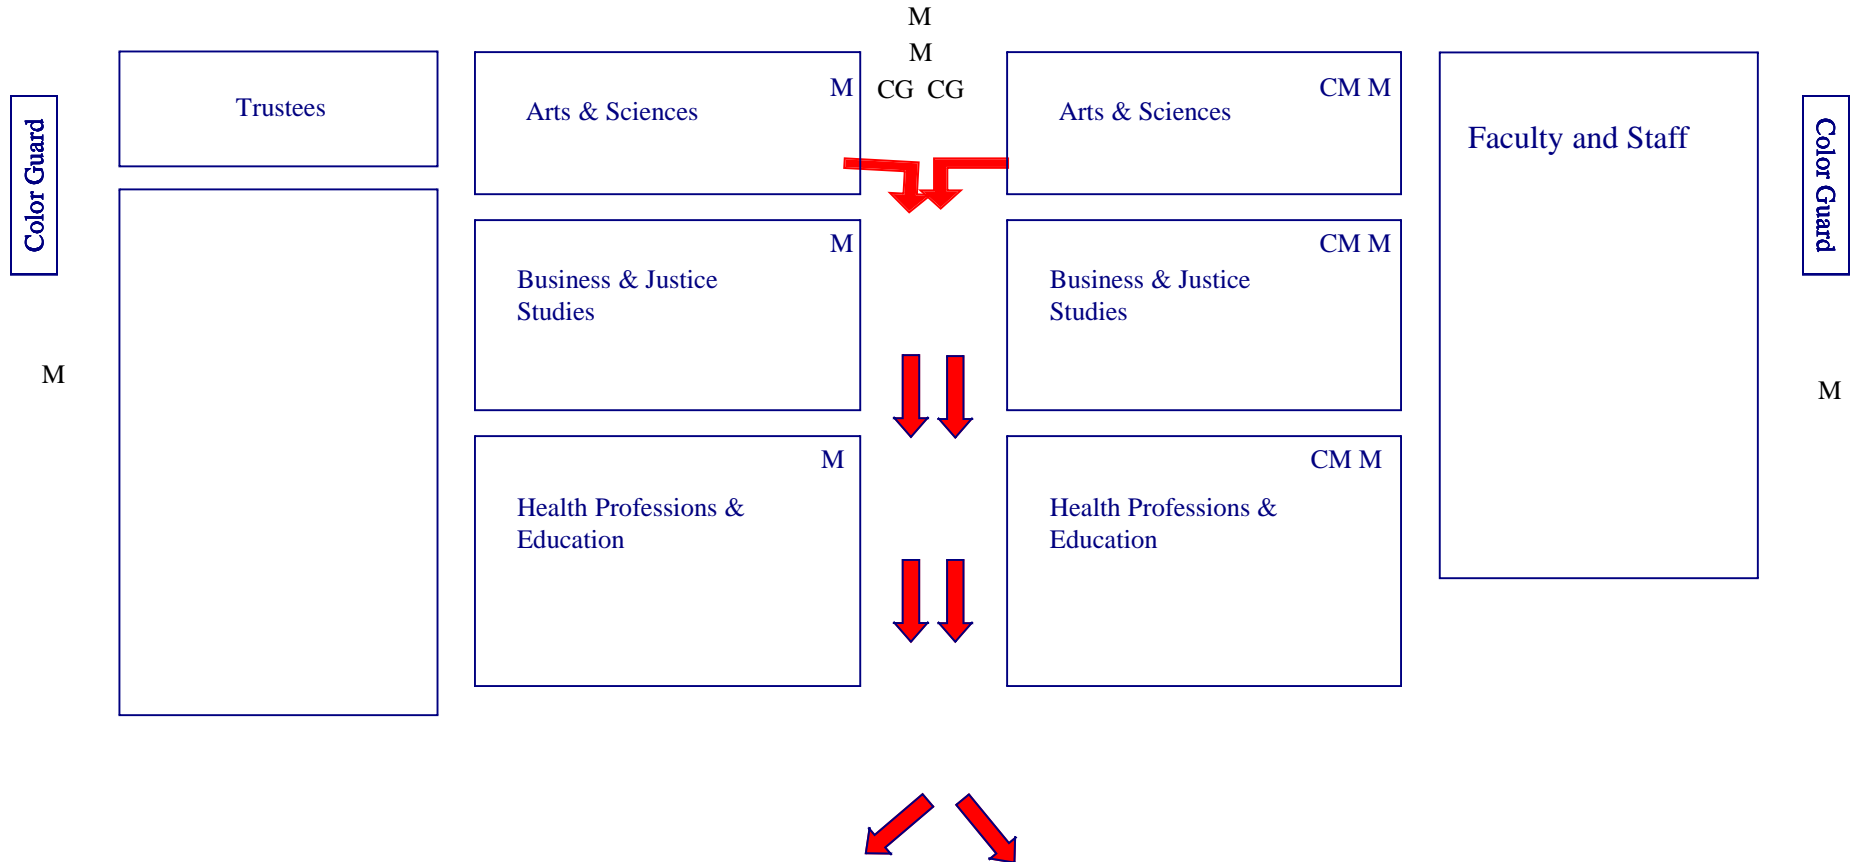 M
M
CG CG
Trustees
M
Arts & Sciences
CM M
Arts & Sciences
Faculty and Staff
Color Guard
Color Guard
M
Business & Justice
Studies
CM M
Business & Justice
Studies
M
M
M
Health Professions &
Education
CM M
Health Professions &
Education